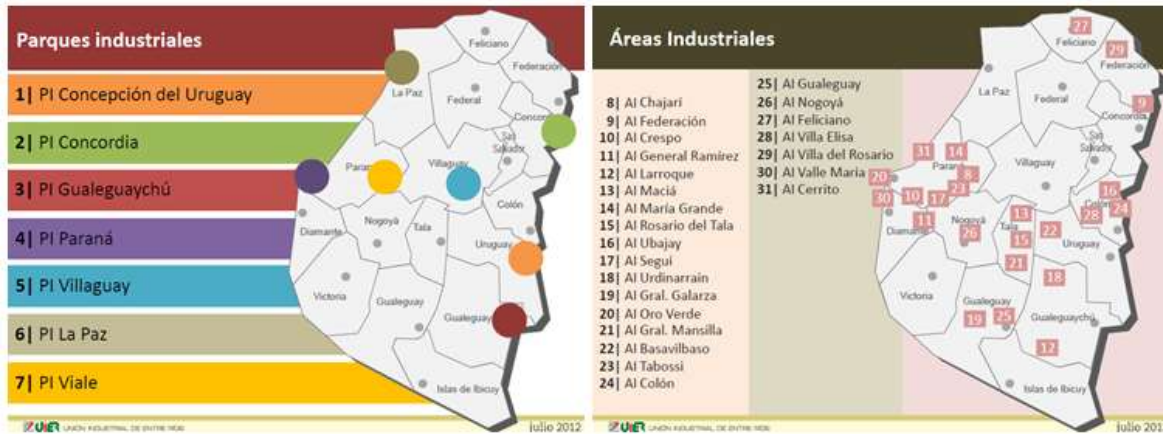 Parques industriales
1| PI Concepción del Uruguay
2| PI Concordia
3| PI Gualeguaychú
4| PI Paraná
5| PI Villaguay
6| PI La Paz
7| PI Viale
Feliciano
Federación
La Paz
Federal
Concordia
San
Salvador
Paraná
Villaguay
Colón
Nogoyá
Diamante
Tala
Uruguay
Victoria
Gualeguay
Gualeguaychú
Islas de Ibicuy
UIER UNIÓN INDUSTRIAL DE ENTRE RÍOS
julio 2012
Áreas Industriales
8| AI Chajarí
9| AI Federación
10| AI Crespo
11| AI General Ramírez
12| AI Larroque
13| AI Maciá
14| AI María Grande
15| AI Rosario del Tala
16| AI Ubajay
17| AI Seguí
18| AI Urdinarrain
19| AI Gral. Galarza
20| AI Oro Verde
21| AI Gral. Mansilla
22| AI Basavilbaso
23| AI Tabossi
24| AI Colón
25| AI Gualeguay
26| AI Nogoyá
27| AI Feliciano
28| AI Villa Elisa
29| AI Villa del Rosario
30| AI Valle Maria
31| AI Cerrito
27
Feliciano
29
Federación
La Paz
Federal
9
Concordia
San
Salvador
31
14
Paraná
Villaguay
20
8
30
10
17
23
16
Colón
24
11
13
28
Diamante
Nogoyá
26
Tala
22
15
Uruguay
21
18
Victoria
Gualeguay
19
25
Gualeguaychú
12
Islas de Ibicuy
UIER UNIÓN INDUSTRIAL DE ENTRE RÍOS
julio 201